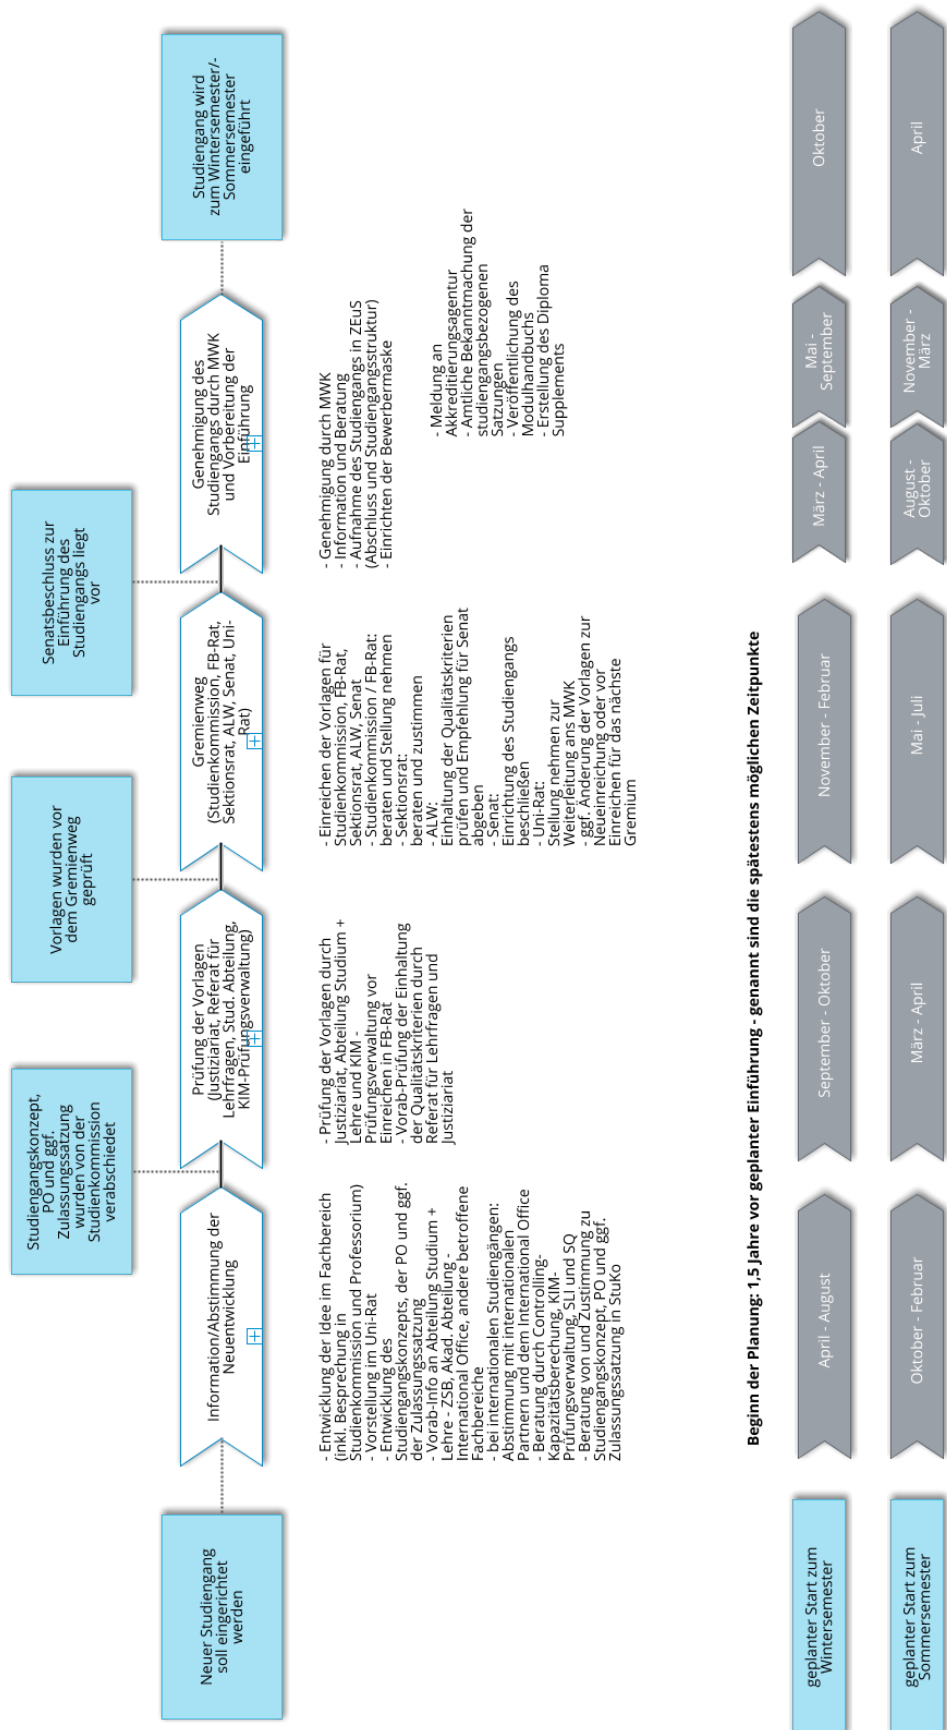 Neuer Studiengang
soll eingerichtet
werden
Information/Abstimmung der
Neuentwicklung
Studiengangskonzept,
PO und ggf.
Zulassungssatzung
wurden von der
Studienkommission
verabschiedet
Prüfung der Vorlagen
(Justiziariat, Referat für
Lehrfragen, Stud. Abteilung,
KIM-Prüfungsverwaltung)
Vorlagen wurden vor
dem Gremienweg
geprüft
Gremienweg
(Studienkommission, FB-Rat,
Sektionsrat, ALW, Senat, Uni-
Rat)
Senatsbeschluss zur
Einführung des
Studiengangs liegt
vor
Genehmigung des
Studiengangs durch MWK
und Vorbereitung der
Einführung
Studiengang wird
zum Wintersemester/-
Sommersemester
eingeführt
- Entwicklung der Idee im Fachbereich
(inkl. Besprechung in
Studienkommission und Professorium)
- Vorstellung im Uni-Rat
- Entwicklung des
Studiengangskonzepts, der PO und ggf.
der Zulassungssatzung
- Vorab-Info an Abteilung Studium +
Lehre - ZSB, Akad. Abteilung -
International Office, andere betroffene
Fachbereiche
- bei internationalen Studiengängen:
Abstimmung mit internationalen
Partnern und dem International Office
- Beratung durch Controlling-
Kapazitätsberechung, KIM-
Prüfungsverwaltung, SLI und SQ
- Beratung von und Zustimmung zu
Studiengangskonzept, PO und ggf.
Zulassungssatzung in StuKo
- Prüfung der Vorlagen durch
Justiziariat, Abteilung Studium +
Lehre und KIM -
Prüfungsverwaltung vor
Einreichen in FB-Rat
- Vorab-Prüfung der Einhaltung
der Qualitätskriterien durch
Referat für Lehrfragen und
Justiziariat
- Einreichen der Vorlagen für
Studienkommission, FB-Rat,
Sektionsrat, ALW, Senat
- Studienkommission / FB-Rat:
beraten und Stellung nehmen
- Sektionsrat:
beraten und zustimmen
- ALW:
Einhaltung der Qualitätskriterien
prüfen und Empfehlung für Senat
abgeben
- Senat:
Einrichtung des Studiengangs
beschließen
- Uni-Rat:
Stellung nehmen zur
Weiterleitung ans MWK
- ggf. Änderung der Vorlagen zur
Neueinreichung oder vor
Einreichen für das nächste
Gremium
- Genehmigung durch MWK
- Information und Beratung
- Aufnahme des Studiengangs in ZEuS
(Abschluss und Studiengangsstruktur)
- Einrichten der Bewerbermaske
- Meldung an
Akkreditierungsagentur
- Amtliche Bekanntmachung der
studiengangsbezogenen
Satzungen
- Veröffentlichung des
Modulhandbuchs
- Erstellung des Diploma
Supplements
Beginn der Planung: 1,5 Jahre vor geplanter Einführung - genannt sind die spätestens möglichen Zeitpunkte
geplanter Start zum
Wintersemester
April - August
September - Oktober
November - Februar
März - April
Mai -
September
Oktober
geplanter Start zum
Sommersemester
Oktober - Februar
März - April
Mai - Juli
August -
Oktober
November -
März
April